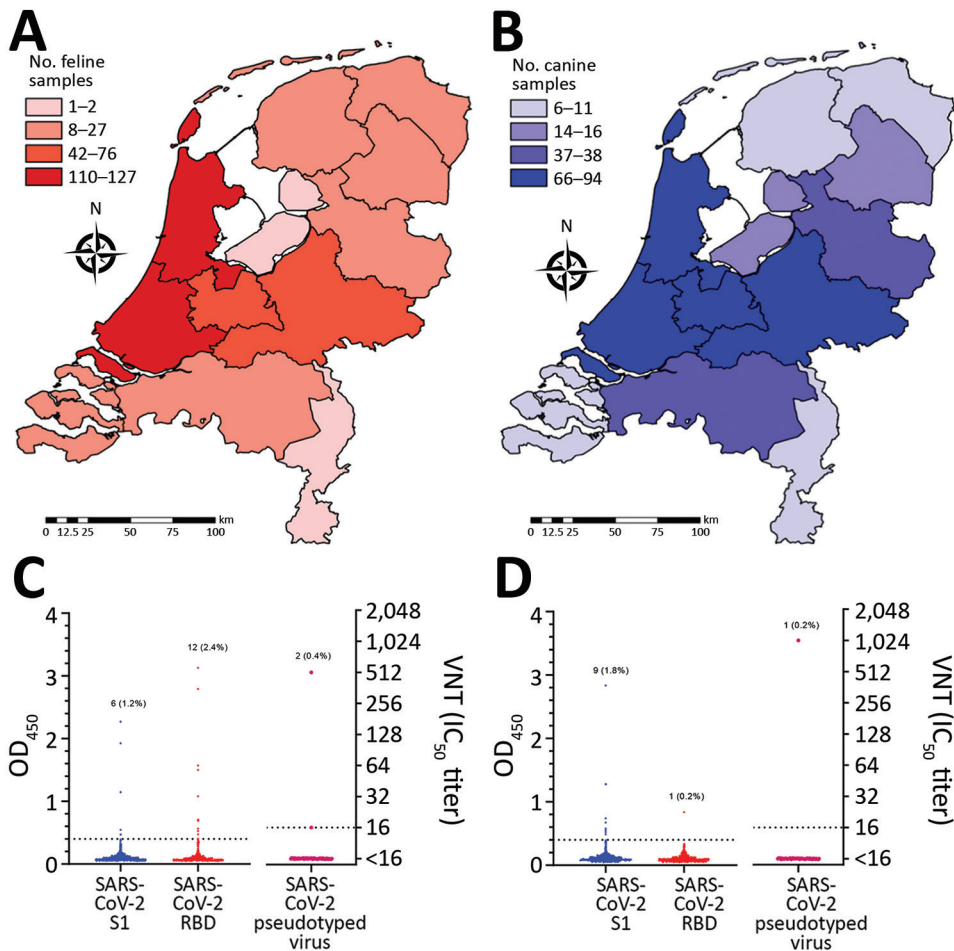 A
No. feline
samples
1–2
8–27
42–76
110–127
N
0 12.5 25 50 75 100 km
B
No. canine
samples
6–11
14–16
37–38
66–94
N
0 12.5 25 50 75 100 km
C
OD450
4
3
2
1
0
6 (1.2%)
12 (2.4%)
2 (0.4%)
2,048
1,024
512
256
128
64
32
16
<16
VNT (IC50 titer)
SARS-
CoV-2
S1
SARS-
CoV-2
RBD
SARS-
CoV-2
pseudotyped
virus
D
OD450
4
3
2
1
0
9 (1.8%)
1 (0.2%)
1 (0.2%)
2,048
1,024
512
256
128
64
32
16
<16
VNT (IC50 titer)
SARS-
CoV-2
S1
SARS-
CoV-2
RBD
SARS-
CoV-2
pseudotyped
virus